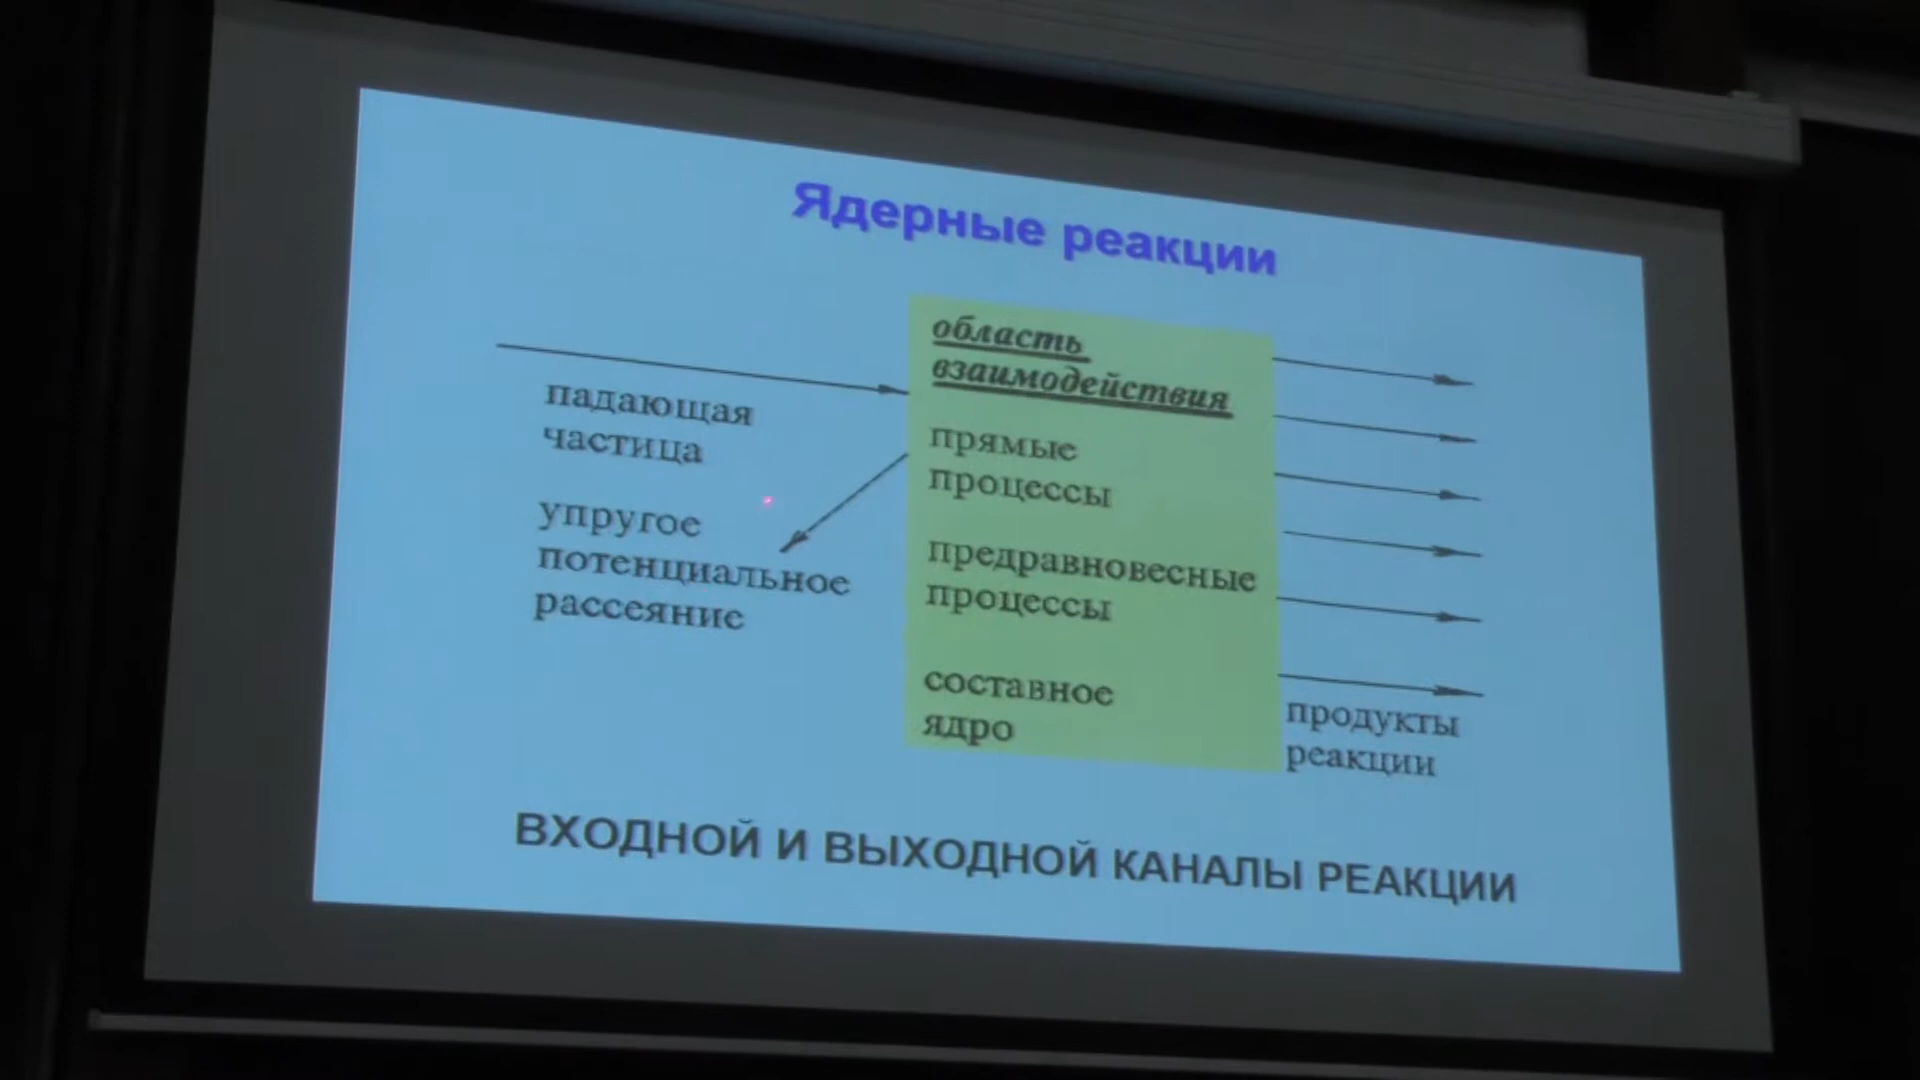 Ядерные реакции
падающая
частица
упругое
потенциальное
рассеяние
область
взаимодействия
прямые
процессы
предравновесные
процессы
составное
ядро
продукты
реакции
ВХОДНОЙ И ВЫХОДНОЙ КАНАЛЫ РЕАКЦИИ